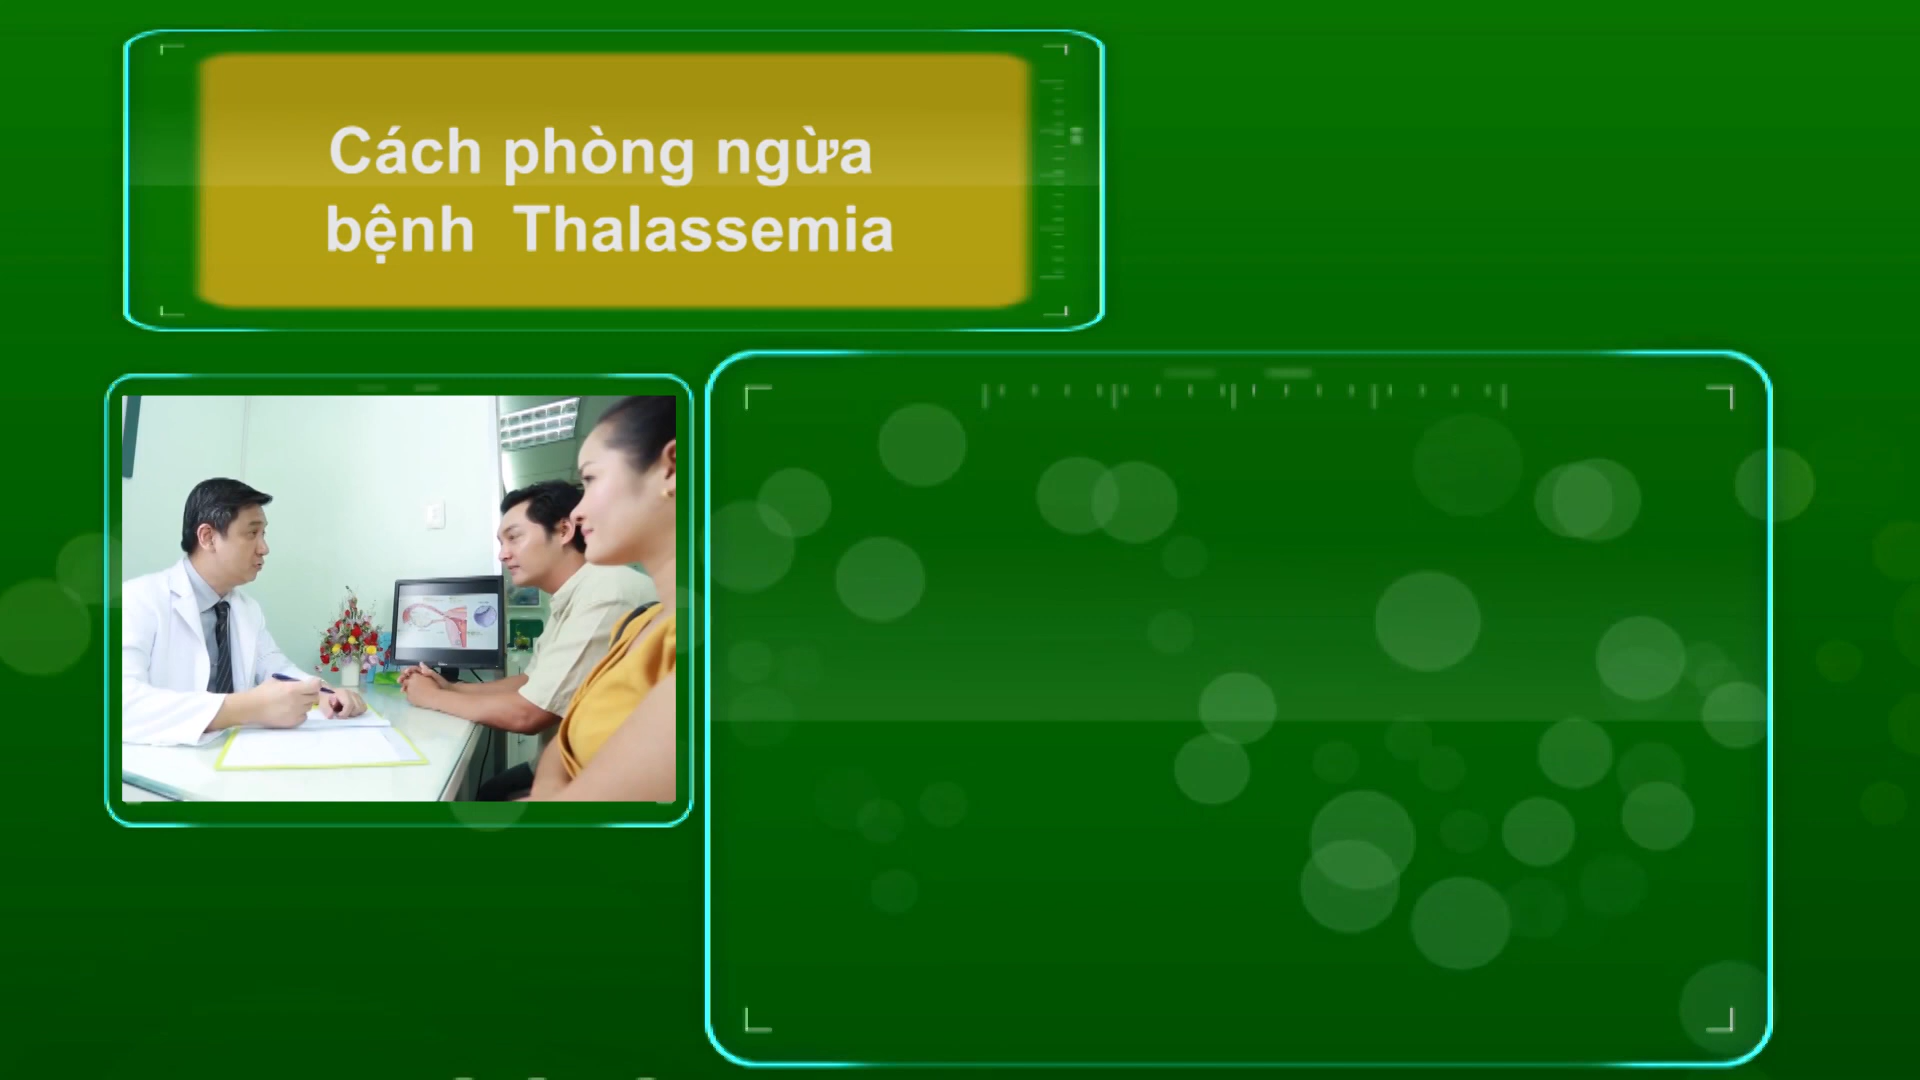 Cách phòng ngừa
bệnh Thalassemia